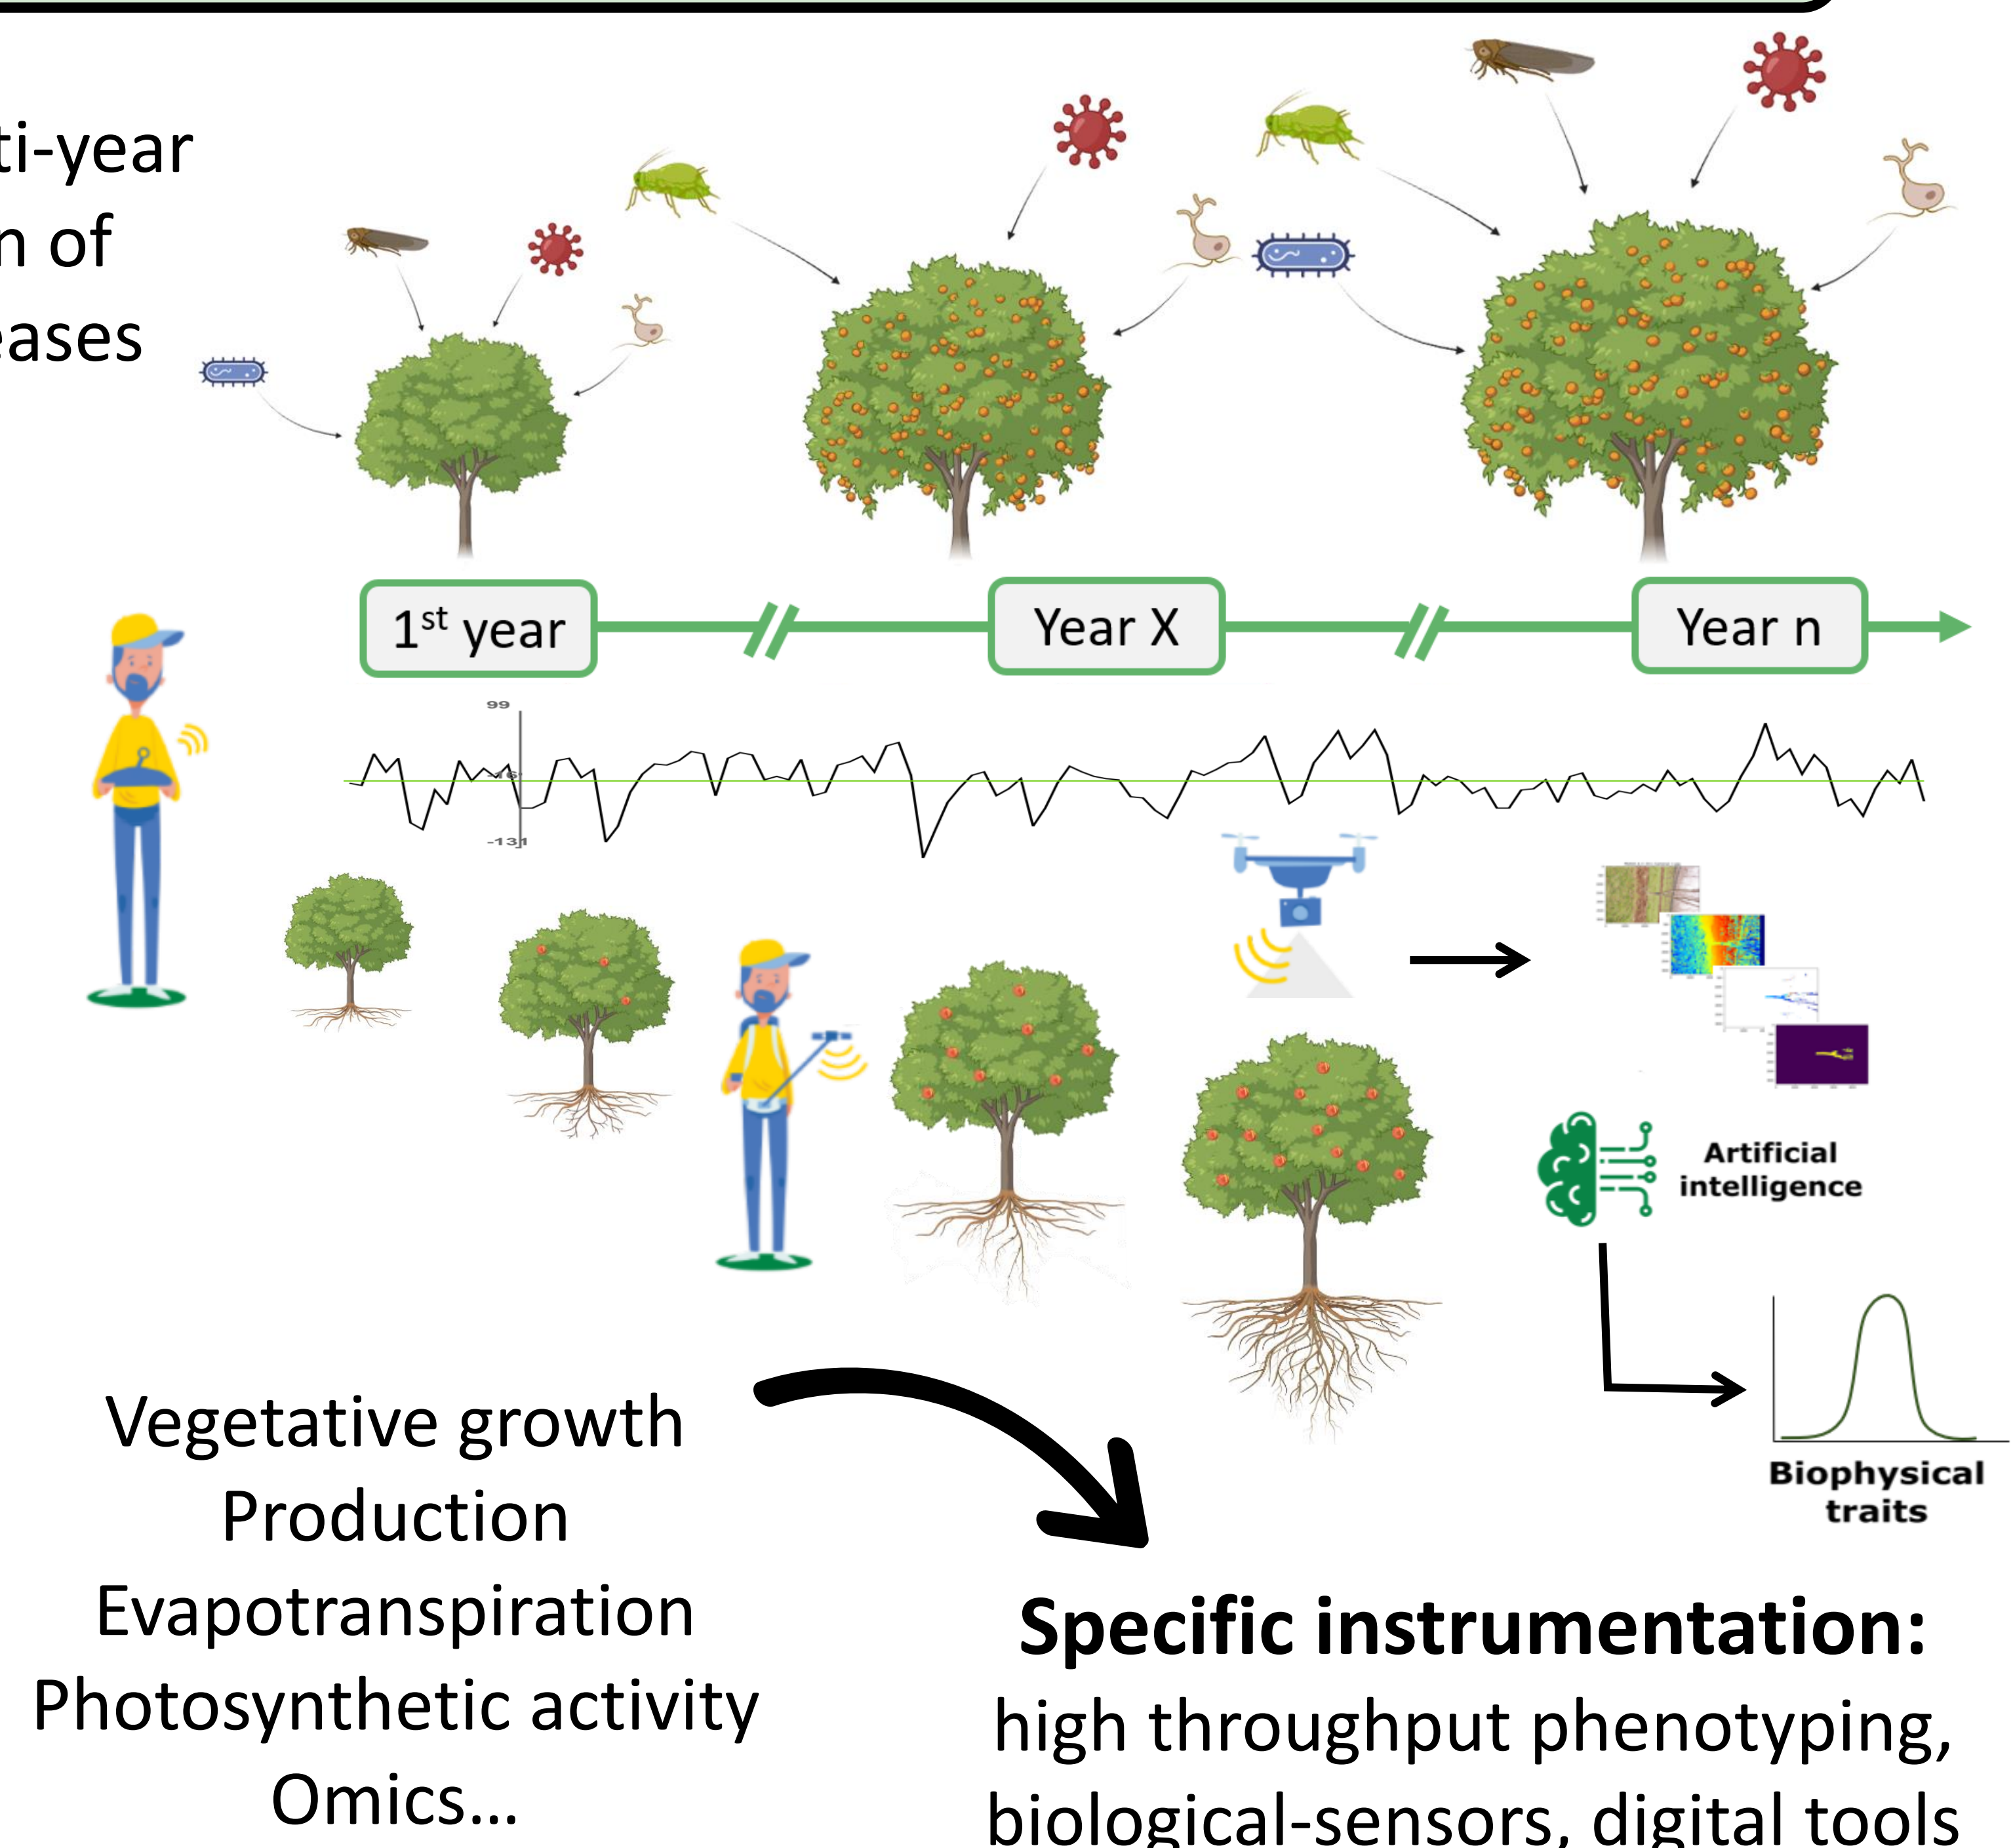 ti-year
n of
eases
1st year
Year X
Year n
99
-16
-131
Artificial
intelligence
Biophysical
traits
Vegetative growth
Production
Evapotranspiration
Photosynthetic activity
Omics...
Specific instrumentation:
high throughput phenotyping,
biological-sensors, digital tools